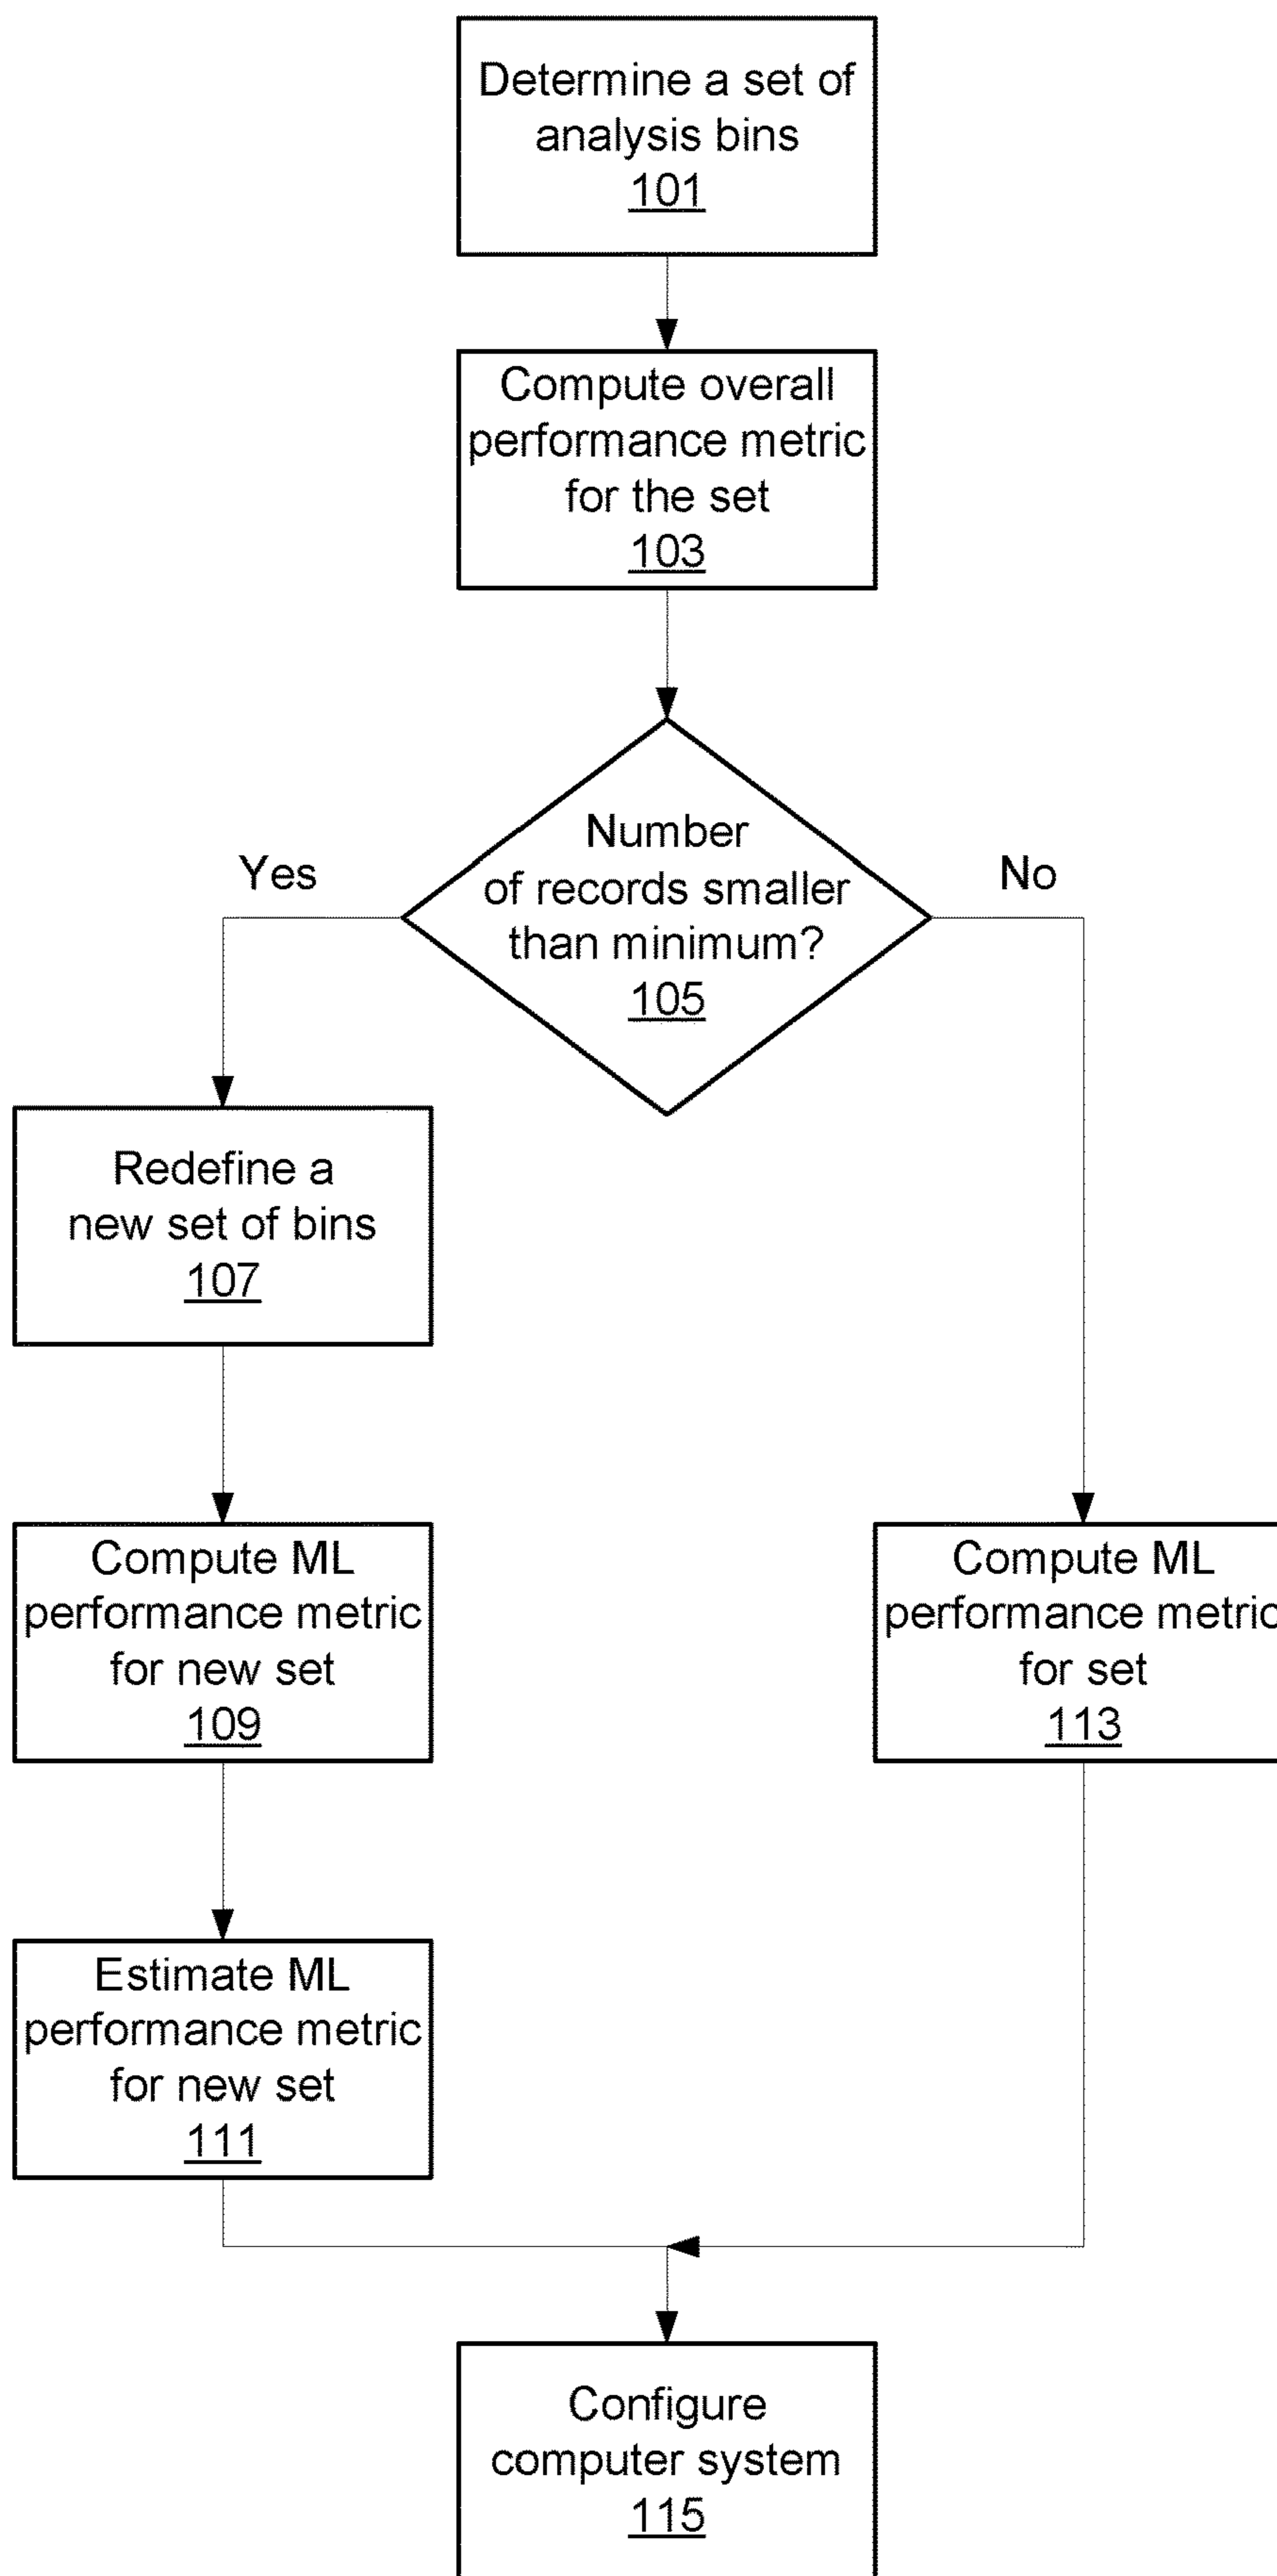 Determine a set of
analysis bins
101
Compute overall
performance metric
for the set
103
Number
of records smaller
than minimum?
105
Yes
No
Redefine a
new set of bins
107
Compute ML
performance metric
for new set
109
Compute ML
performance metric
for set
113
Estimate ML
performance metric
for new set
111
Configure
computer system
115